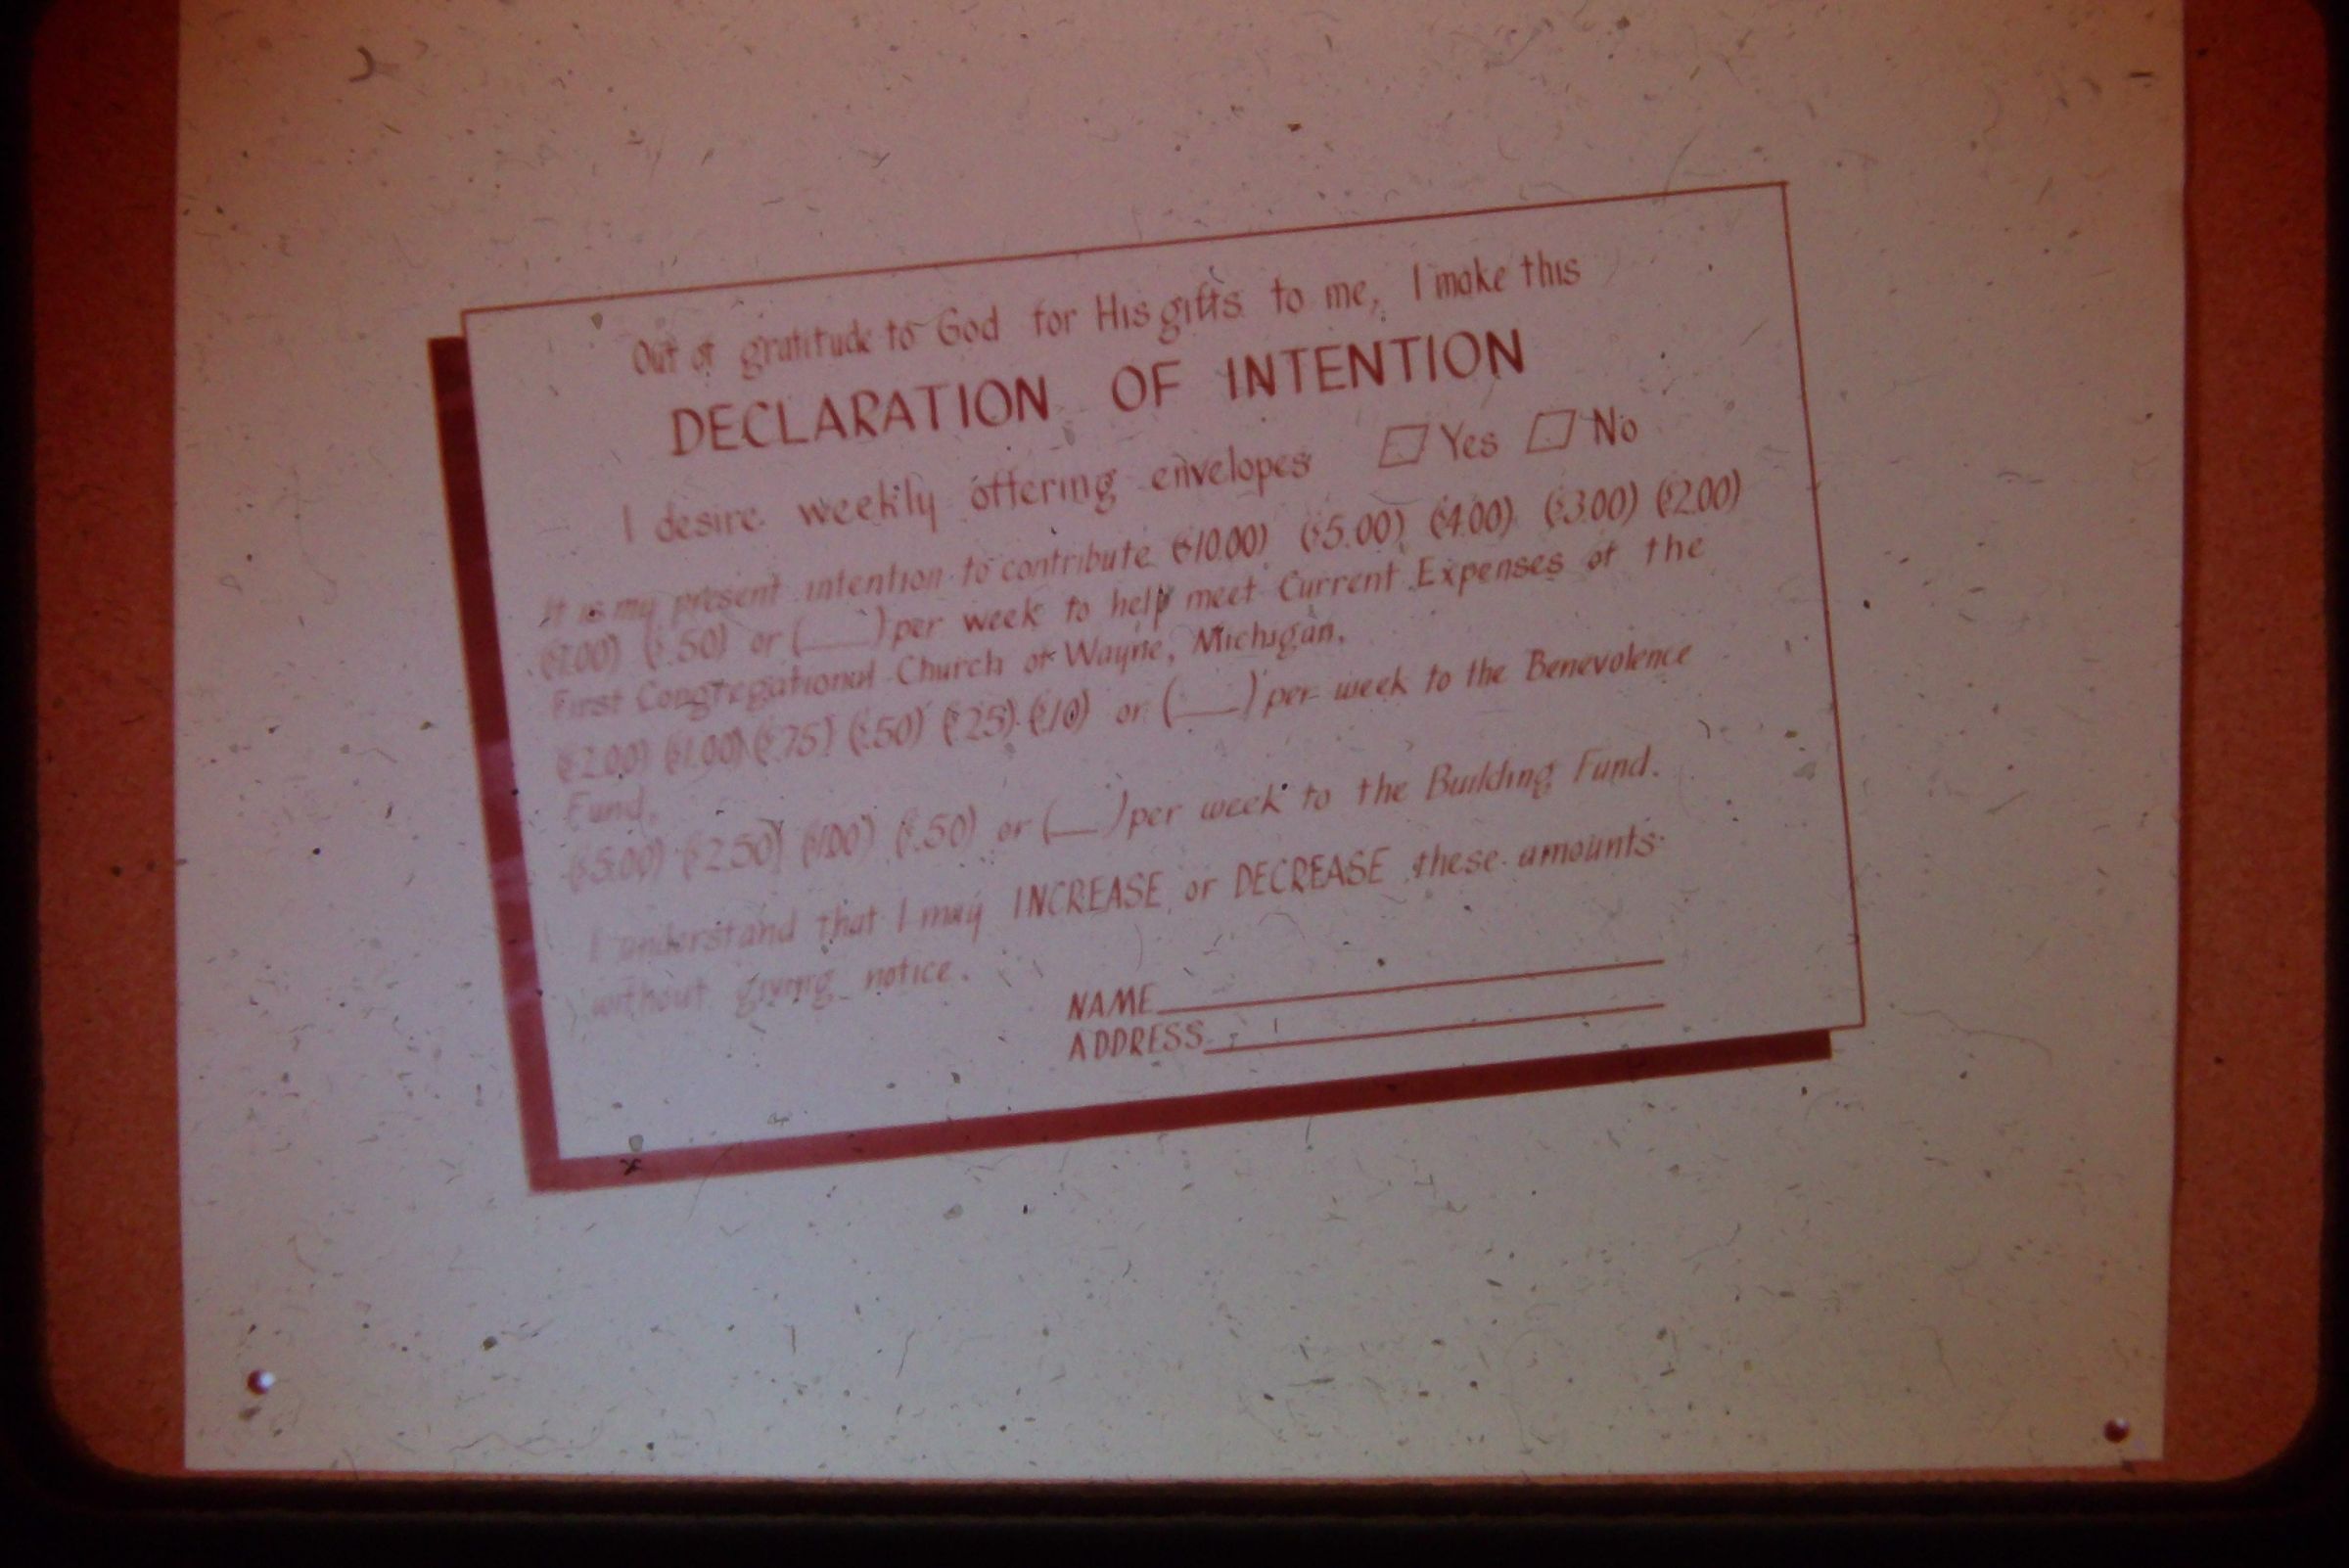 Out of gratitude to God for His gifts to me, I make this
DECLARATION OF INTENTION
I desire weekly offering envelopes Yes No
It is my present intention to contribute ($10.00) ($5.00) ($4.00) ($3.00) ($2.00)
($1.00) ($.50) or (___) per week to help meet Current Expenses of the
First Congregational Church of Wayne, Michigan.
($2.00) ($1.00) ($.75) ($.50) ($.25) ($.10) or (___) per week to the Benevolence
Fund.
($5.00) ($2.50) ($1.00) ($.50) or (__) per week to the Building Fund.
I understand that I may INCREASE or DECREASE these amounts
without giving notice.
NAME
ADDRESS